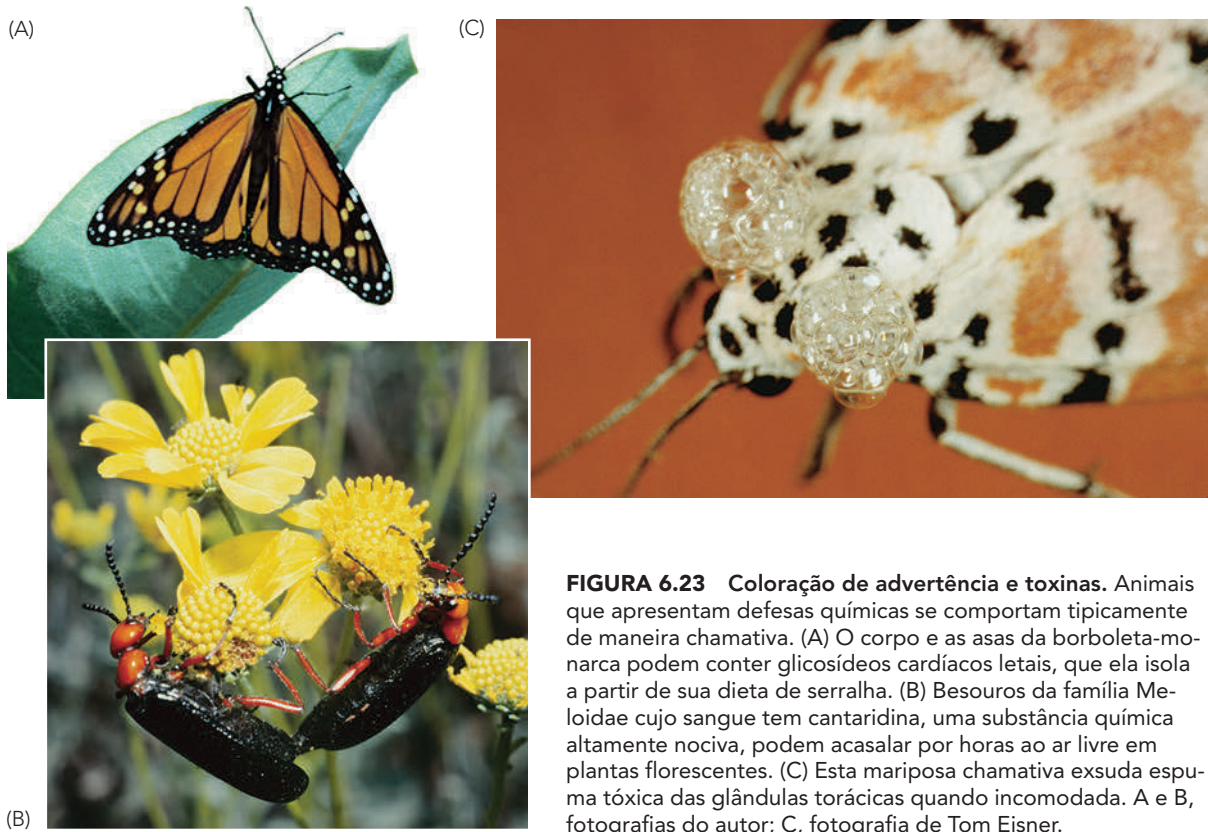 (A)
(C)
(B)
FIGURA 6.23 Coloração de advertência e toxinas. Animais
que apresentam defesas químicas se comportam tipicamente
de maneira chamativa. (A) O corpo e as asas da borboleta-mo-
narca podem conter glicosídeos cardíacos letais, que ela isola
a partir de sua dieta de serralha. (B) Besouros da família Me-
loidae cujo sangue tem cantaridina, uma substância química
altamente nociva, podem acasalar por horas ao ar livre em
plantas florescentes. (C) Esta mariposa chamativa exsuda espu-
ma tóxica das glândulas torácicas quando incomodada. A e B,
fotografias do autor; C, fotografia de Tom Eisner.